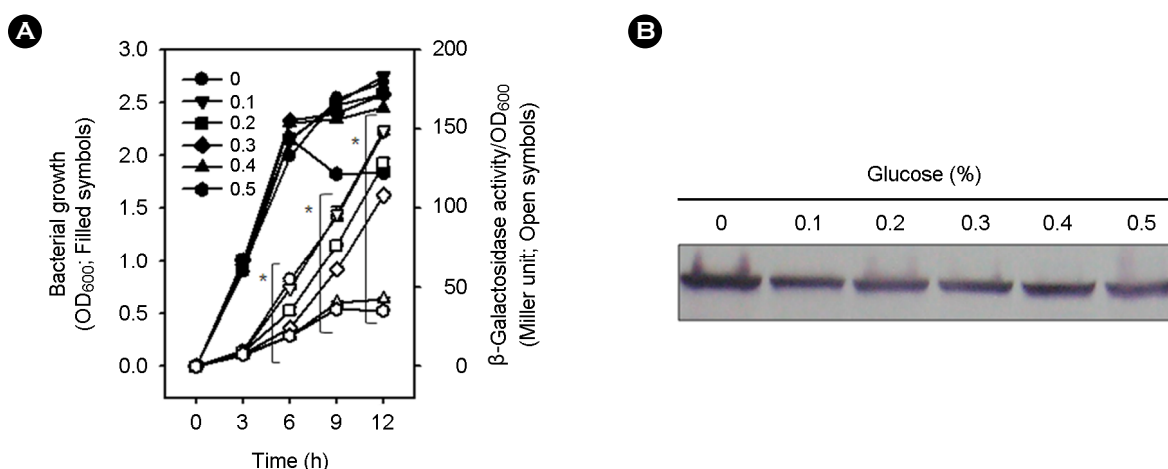 A
3.0
2.5
2.0
1.5
1.0
0.5
0.0
Bacterial growth
(OD600; Filled symbols)
0
0.1
0.2
0.3
0.4
0.5
*
*
*
200
150
100
50
0
β-Galactosidase activity/OD600
(Miller unit; Open symbols)
0 3 6 9 12
Time (h)
B
Glucose (%)
0 0.1 0.2 0.3 0.4 0.5